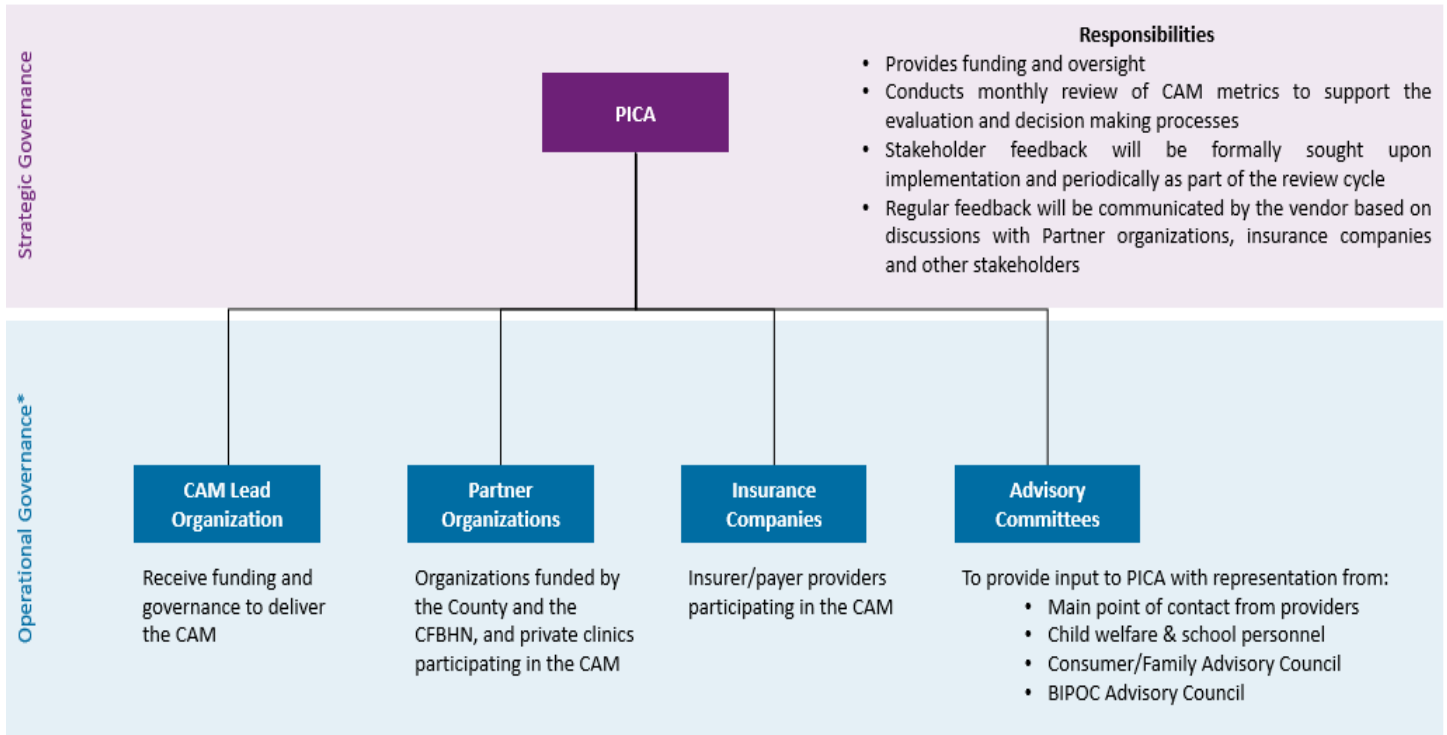 Strategic Governance
PICA
Responsibilities
• Provides funding and oversight
• Conducts monthly review of CAM metrics to support the
evaluation and decision making processes
• Stakeholder feedback will be formally sought upon
implementation and periodically as part of the review cycle
• Regular feedback will be communicated by the vendor based on
discussions with Partner organizations, insurance companies
and other stakeholders
Operational Governance*
CAM Lead
Organization
Receive funding and
governance to deliver
the CAM
Partner
Organizations
Organizations funded by
the County and the
CFBHN, and private clinics
participating in the CAM
Insurance
Companies
Insurer/payer providers
participating in the CAM
Advisory
Committees
To provide input to PICA with representation from:
• Main point of contact from providers
• Child welfare & school personnel
• Consumer/Family Advisory Council
• BIPOC Advisory Council